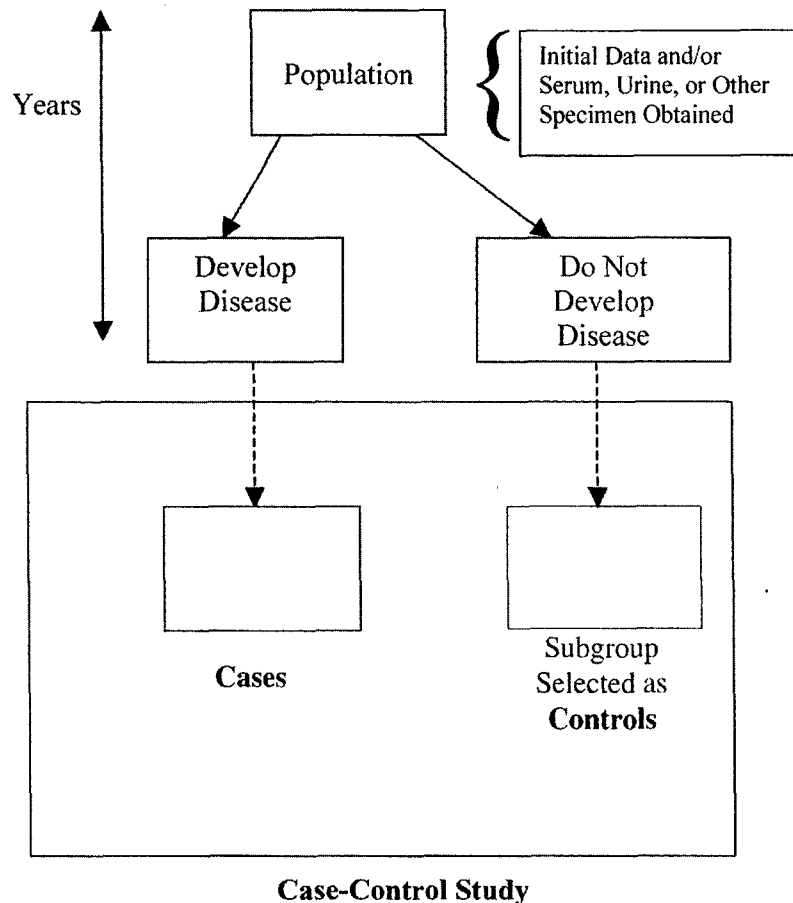 Population
Initial Data and/or
Serum, Urine, or Other
Specimen Obtained
Years
Develop
Disease
Do Not
Develop
Disease
Cases
Subgroup
Selected as
Controls
Case-Control Study